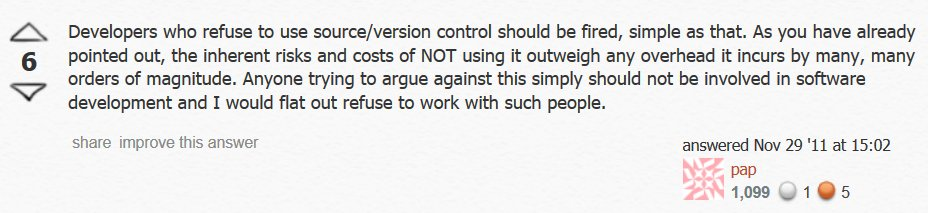 Developers who refuse to use source/version control should be fired, simple as that. As you have already
6
pointed out, the inherent risks and costs of NOT using it outweigh any overhead it incurs by many, many
orders of magnitude. Anyone trying to argue against this simply should not be involved in software
development and I would flat out refuse to work with such people.
share improve this answer
answered Nov 29 '11 at 15:02
pap
1,099 1 5